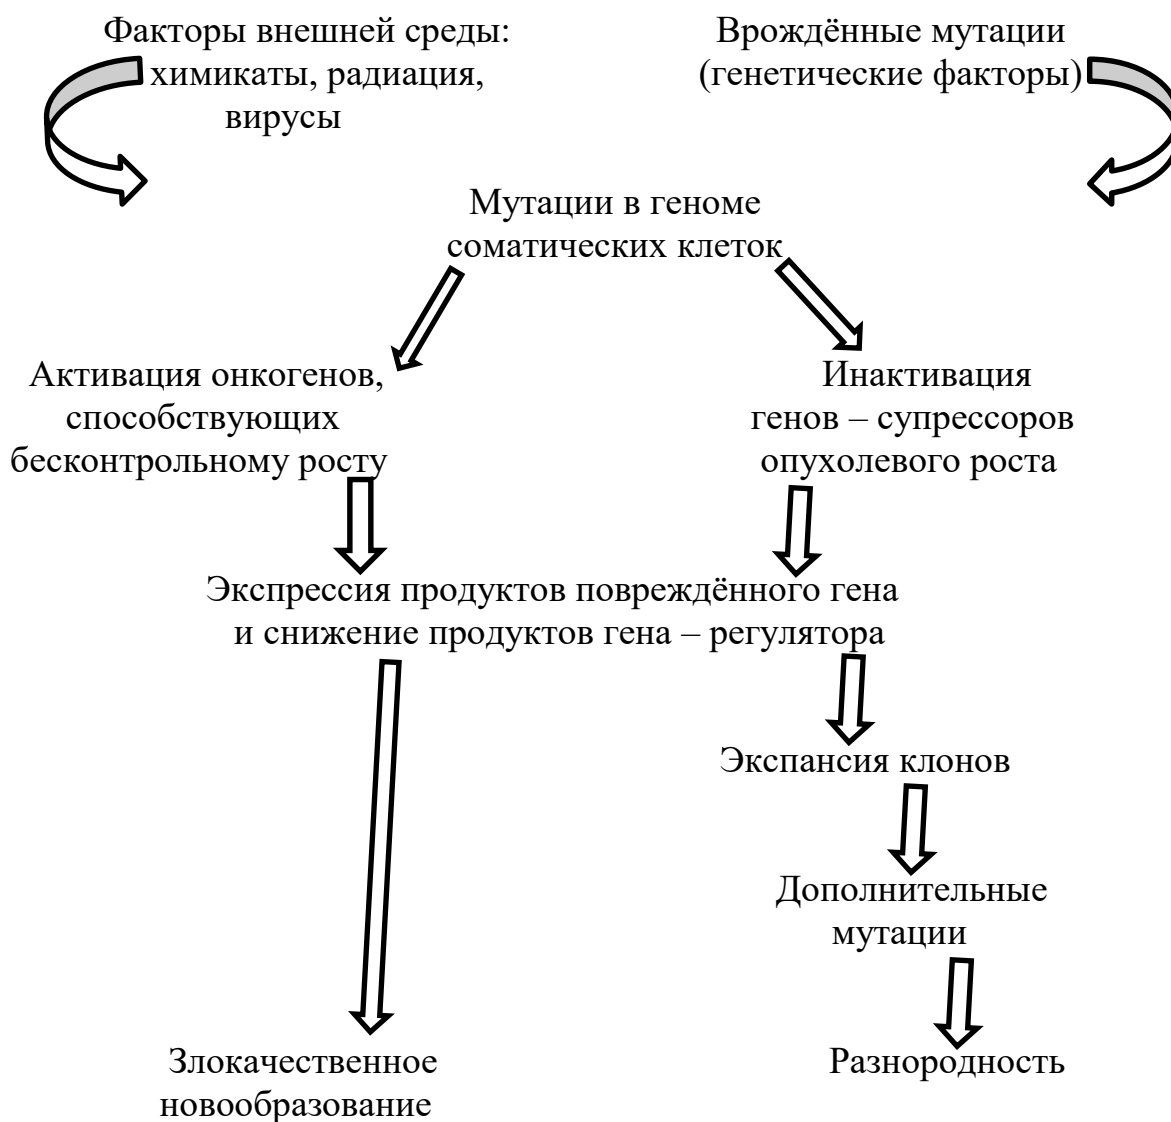 Факторы внешней среды:
химикаты, радиация,
вирусы
Врождённые мутации
(генетические факторы)
Мутации в геноме
соматических клеток
Активация онкогенов,
способствующих
бесконтрольному росту
Инактивация
генов – супрессоров
опухолевого роста
Экспрессия продуктов повреждённого гена
и снижение продуктов гена – регулятора
Экспансия клонов
Дополнительные
мутации
Злокачественное
новообразование
Разнородность